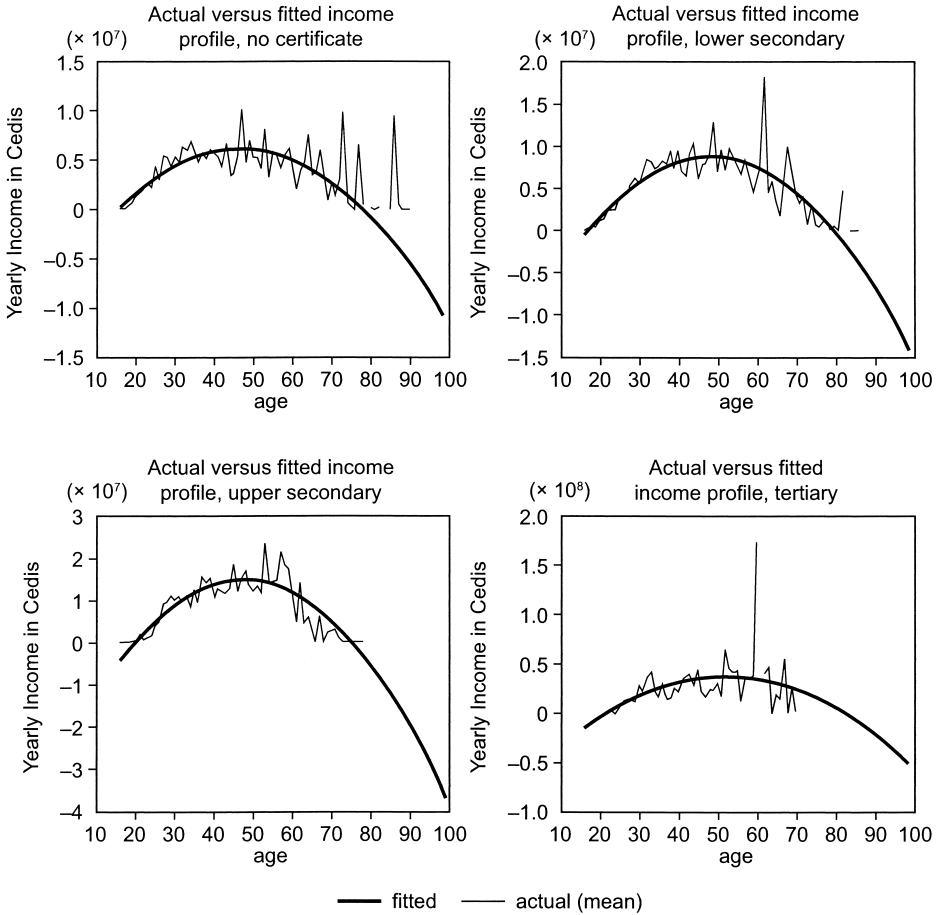 Actual versus fitted income
profile, no certificate
(× 10⁷)
Yearly Income in Cedis
1.5
1.0
0.5
0
–0.5
–1.0
–1.5
10 20 30 40 50 60 70 80 90 100
age
Actual versus fitted income
profile, lower secondary
(× 10⁷)
Yearly Income in Cedis
2.0
1.5
1.0
0.5
0
–0.5
–1.0
–1.5
10 20 30 40 50 60 70 80 90 100
age
Actual versus fitted income
profile, upper secondary
(× 10⁷)
Yearly Income in Cedis
3
2
1
0
–1
–2
–3
–4
10 20 30 40 50 60 70 80 90 100
age
Actual versus fitted
income profile, tertiary
(× 10⁸)
Yearly Income in Cedis
2.0
1.5
1.0
0.5
0
–0.5
–1.0
10 20 30 40 50 60 70 80 90 100
age
fitted actual (mean)